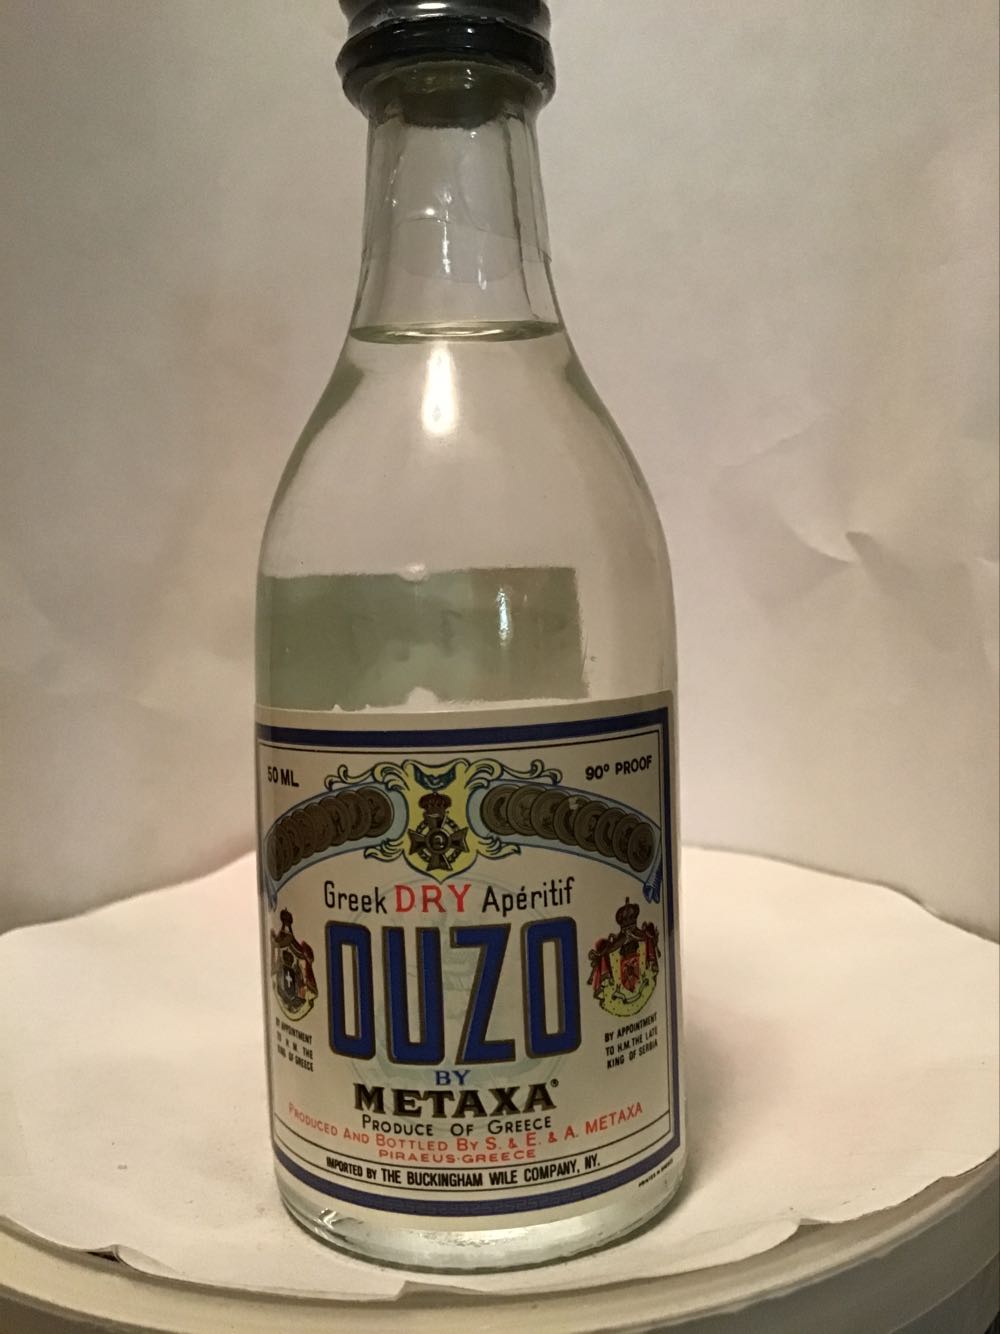 50 ML
90° PROOF
Greek DRY Apéritif
OUZO
BY APPOINTMENT
TO H.M. THE
KING OF GREECE
BY APPOINTMENT
TO H.M. THE LATE
KING OF SERBIA
BY
METAXA®
PRODUCE OF GREECE
PRODUCED AND BOTTLED BY S. & E. & A. METAXA
PIRAEUS-GREECE
IMPORTED BY THE BUCKINGHAM WILE COMPANY, NY.